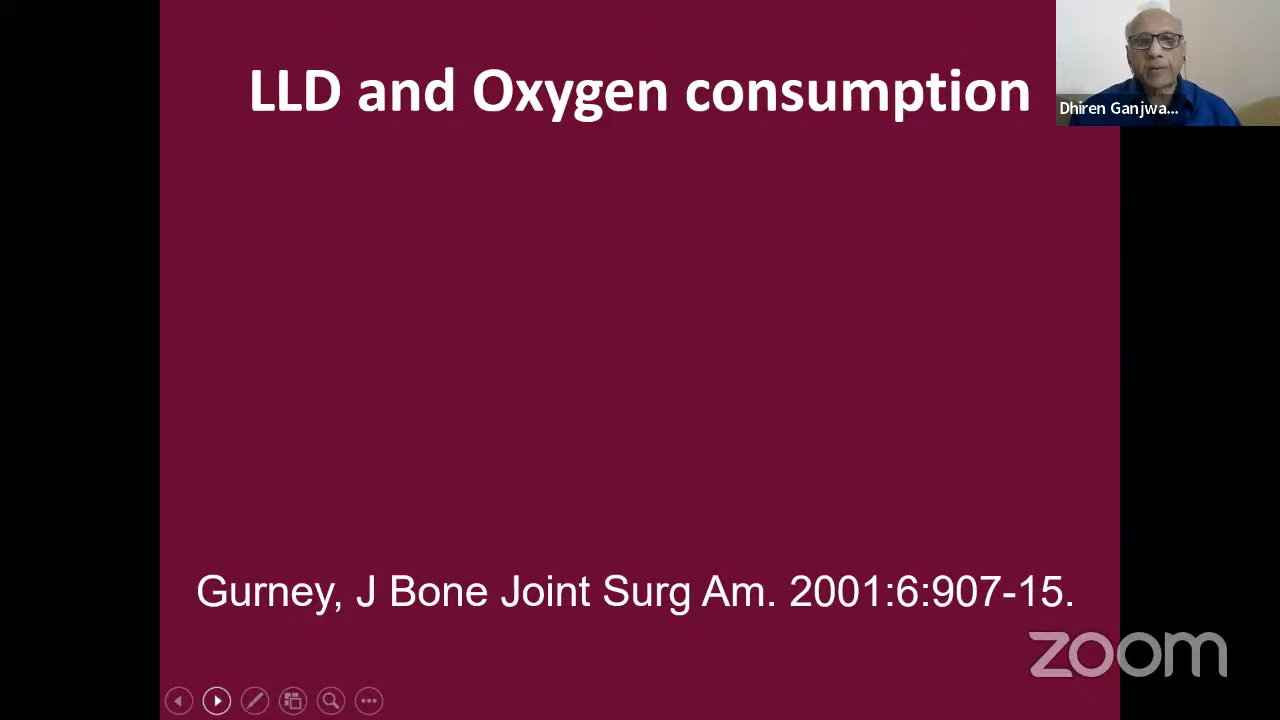 LLD and Oxygen consumption
Dhiren Ganjwa...
Gurney, J Bone Joint Surg Am. 2001:6:907-15.
zoom